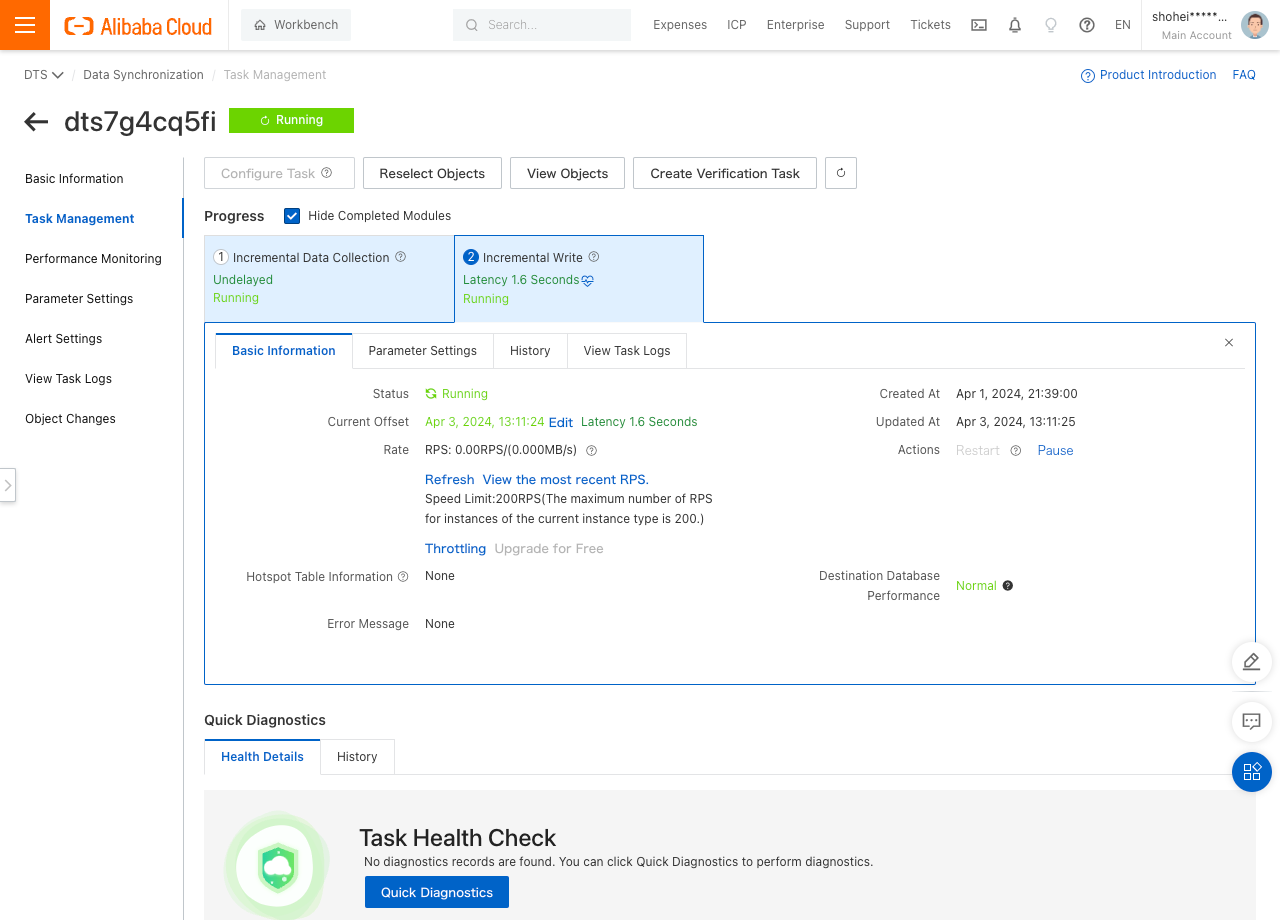 Alibaba Cloud
Workbench
Search...
Expenses
ICP
Enterprise
Support
Tickets
EN
shohei*****...
Main Account
DTS / Data Synchronization / Task Management
Product Introduction
FAQ
dts7g4cq5fi
Running
Basic Information
Task Management
Performance Monitoring
Parameter Settings
Alert Settings
View Task Logs
Object Changes
Configure Task
Reselect Objects
View Objects
Create Verification Task
Progress
Hide Completed Modules
1 Incremental Data Collection
Undelayed
Running
2 Incremental Write
Latency 1.6 Seconds
Running
Basic Information
Parameter Settings
History
View Task Logs
Status Running
Created At Apr 1, 2024, 21:39:00
Current Offset Apr 3, 2024, 13:11:24 Edit Latency 1.6 Seconds
Updated At Apr 3, 2024, 13:11:25
Rate RPS: 0.00RPS/(0.000MB/s)
Actions Restart Pause
Refresh View the most recent RPS.
Speed Limit:200RPS(The maximum number of RPS
for instances of the current instance type is 200.)
Throttling Upgrade for Free
Hotspot Table Information None
Destination Database
Performance
Normal
Error Message None
Quick Diagnostics
Health Details
History
Task Health Check
No diagnostics records are found. You can click Quick Diagnostics to perform diagnostics.
Quick Diagnostics